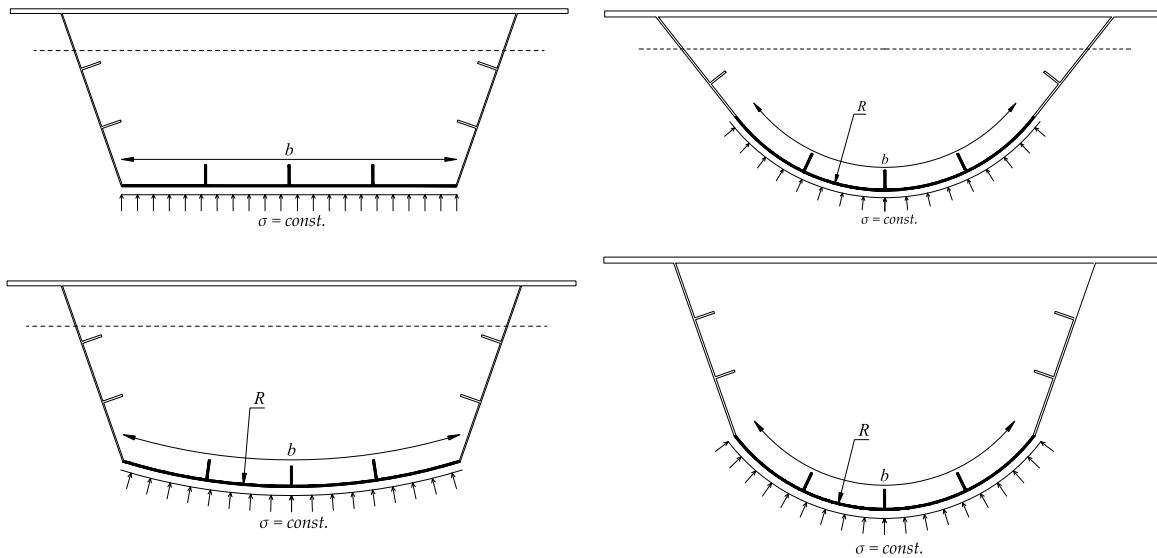 b
σ = const.
R
b
σ = const.
R
b
σ = const.
R
b
σ = const.